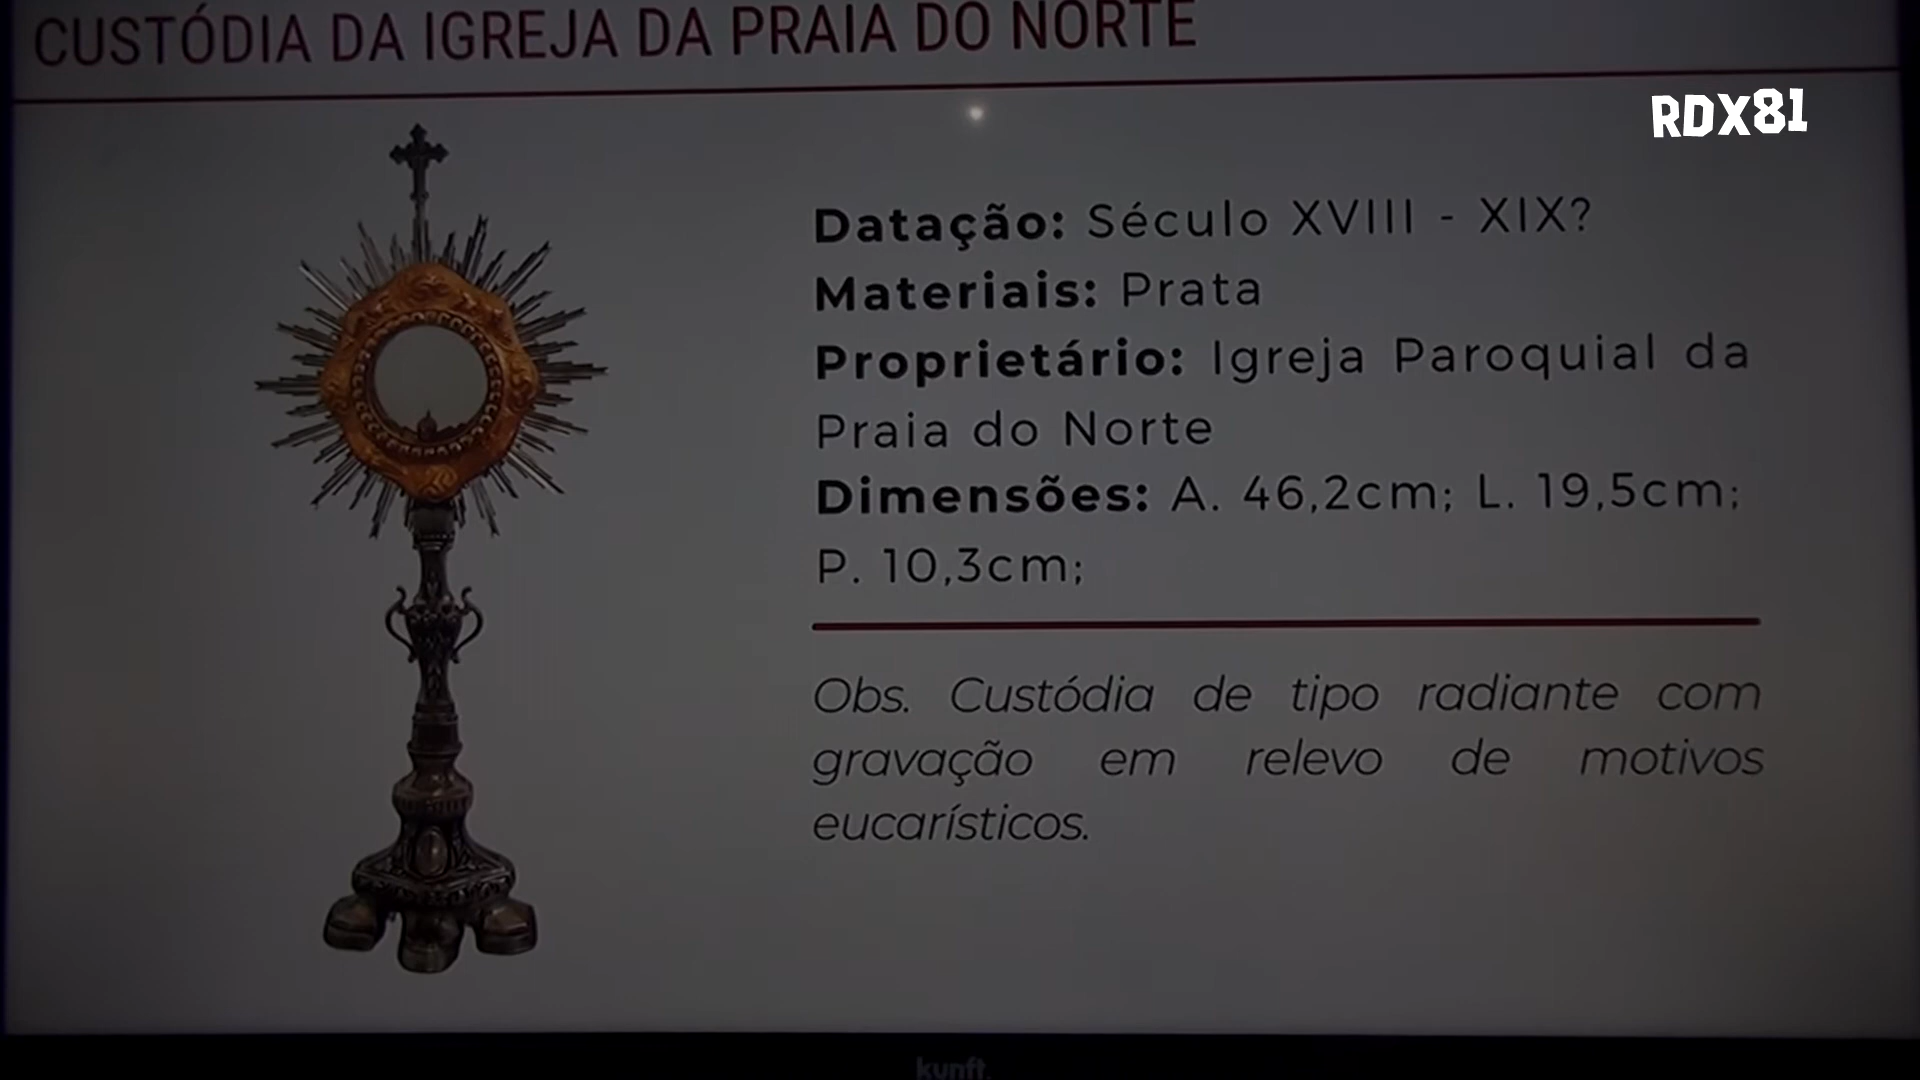 CUSTÓDIA DA IGREJA DA PRAIA DO NORTE
RDX81
Datação: Século XVIII - XIX?
Materiais: Prata
Proprietário: Igreja Paroquial da
Praia do Norte
Dimensões: A. 46,2cm; L. 19,5cm;
P. 10,3cm;
Obs. Custódia de tipo radiante com
gravação em relevo de motivos
eucarísticos.
kunft.